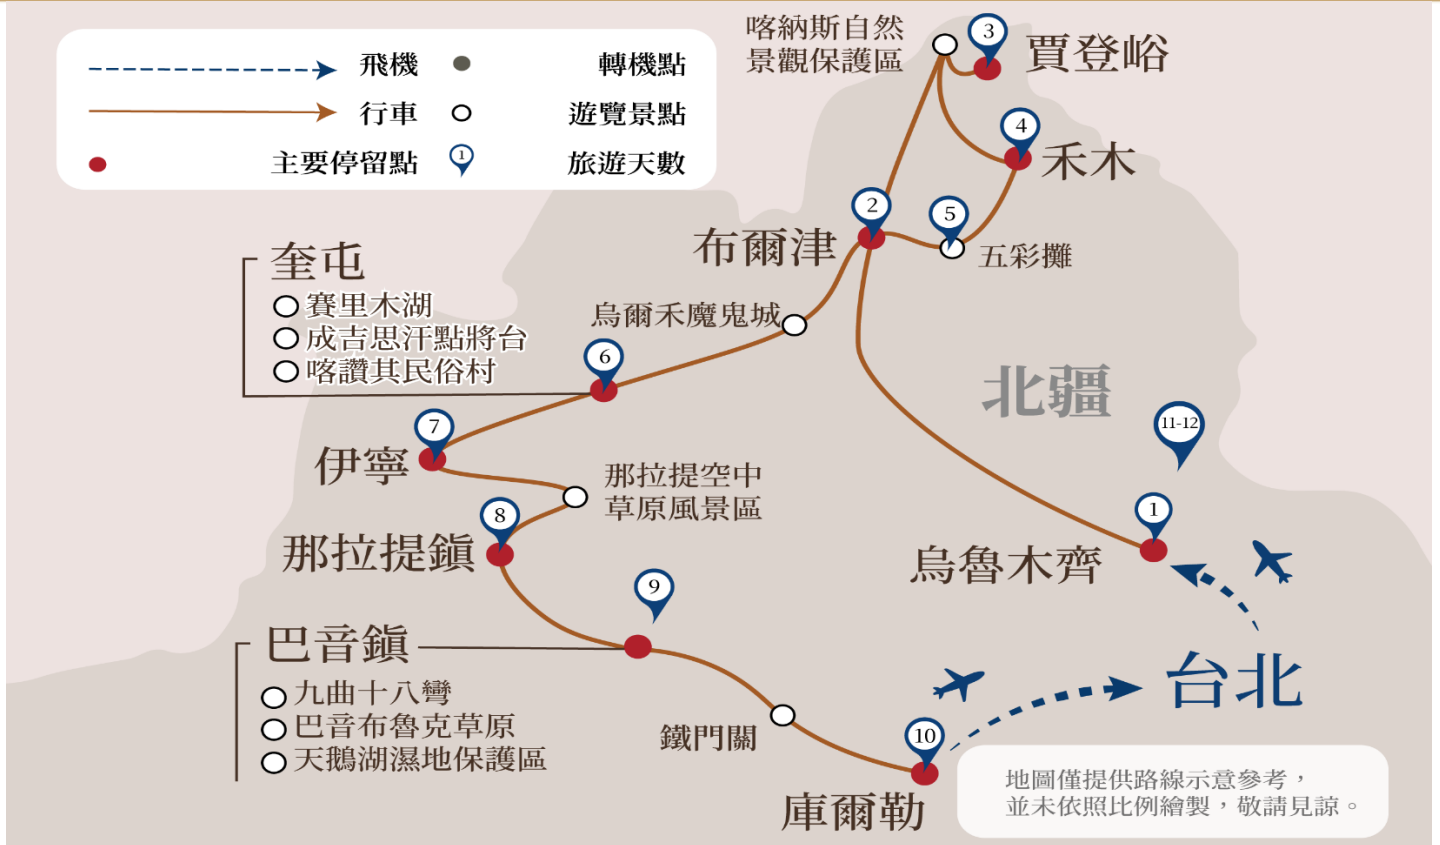 飛機
轉機點
行車
遊覽景點
主要停留點
1
旅遊天數
喀納斯自然
景觀保護區
3
賈登峪
4
禾木
2
布爾津
5
五彩攤
奎屯
賽里木湖
成吉思汗點將台
喀讚其民俗村
烏爾禾魔鬼城
6
北疆
7
伊寧
11-12
那拉提空中
草原風景區
8
那拉提鎮
1
烏魯木齊
9
巴音鎮
九曲十八彎
巴音布魯克草原
天鵝湖濕地保護區
台北
鐵門關
10
庫爾勒
地圖僅提供路線示意參考，
並未依照比例繪製，敬請見諒。